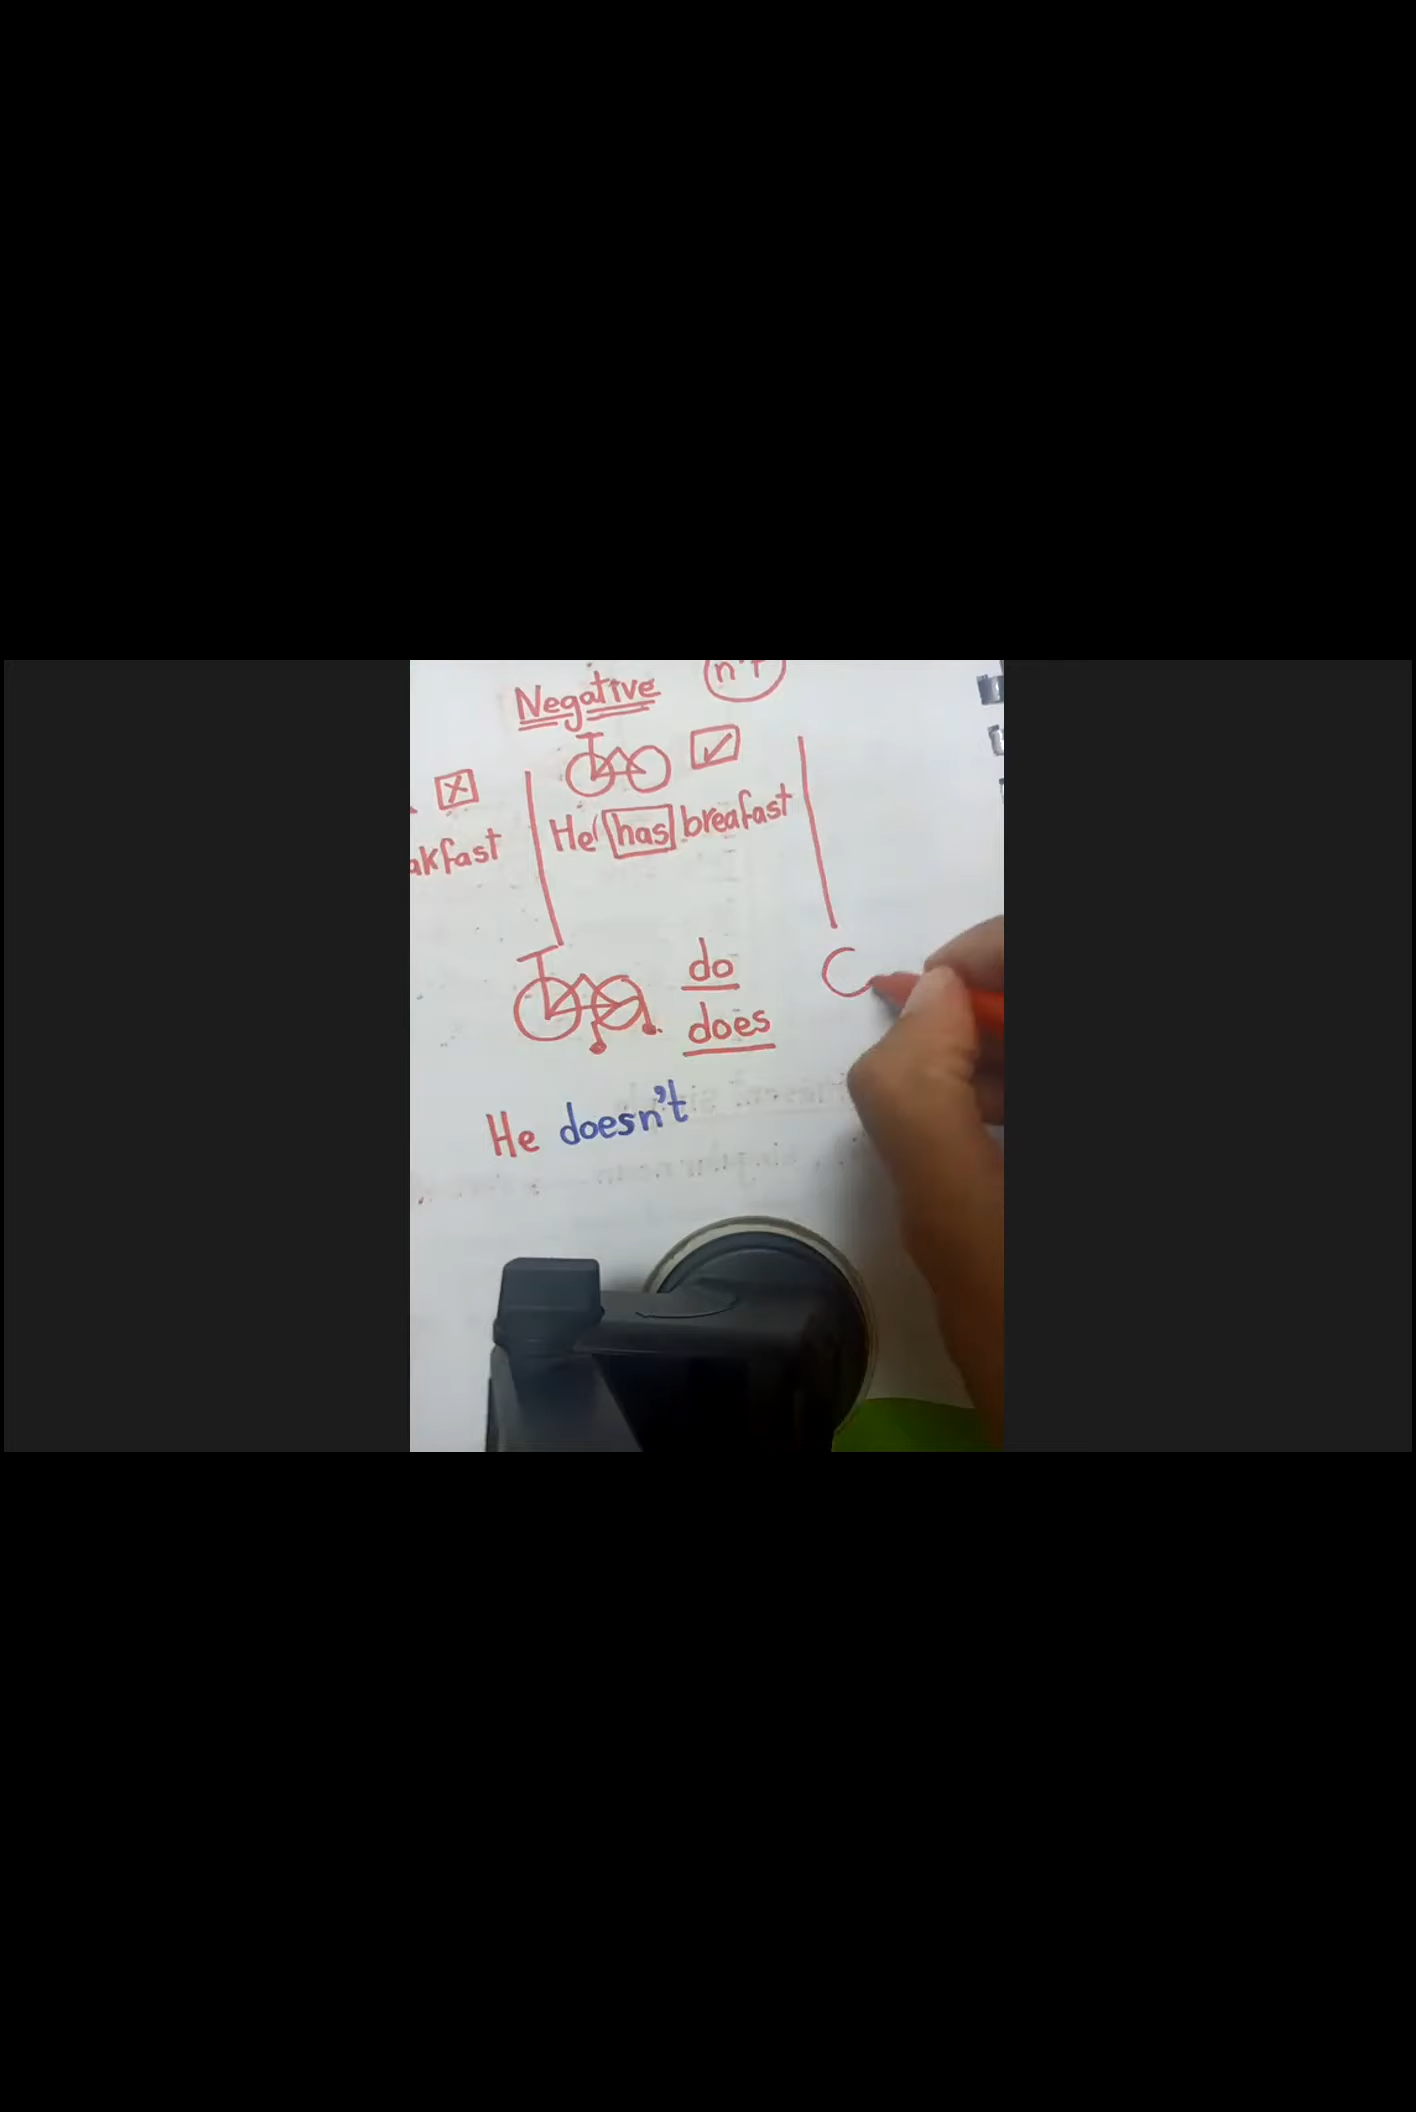 Negative n't
akfast
He has breafast
do
does
He doesn't